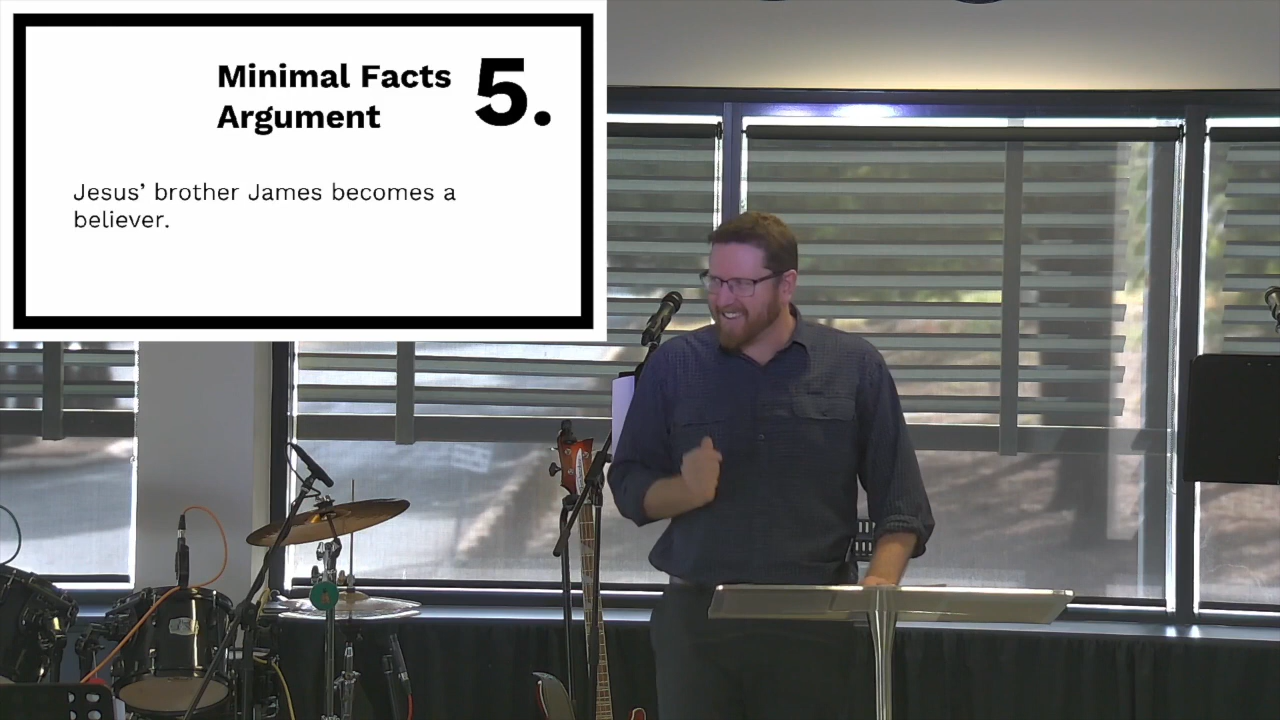 Minimal Facts
Argument
5.
Jesus’ brother James becomes a
believer.